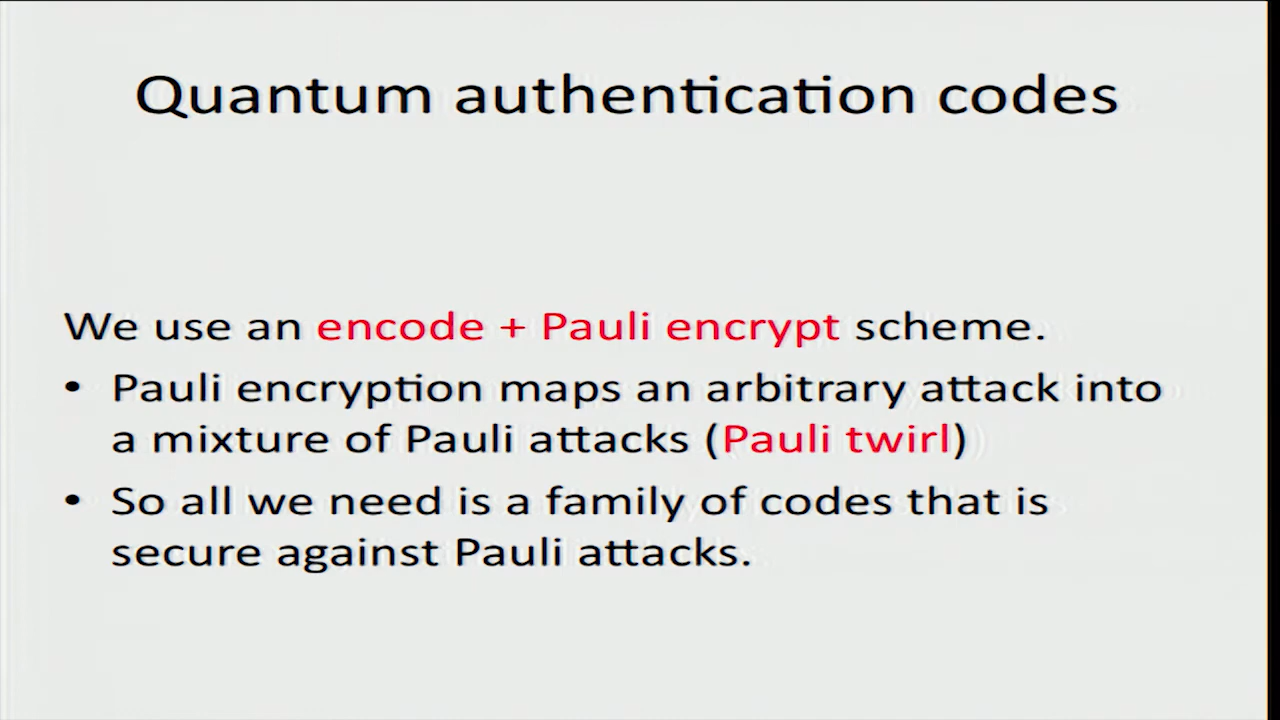 Quantum authentication codes
We use an encode + Pauli encrypt scheme.
• Pauli encryption maps an arbitrary attack into
a mixture of Pauli attacks (Pauli twirl)
• So all we need is a family of codes that is
secure against Pauli attacks.